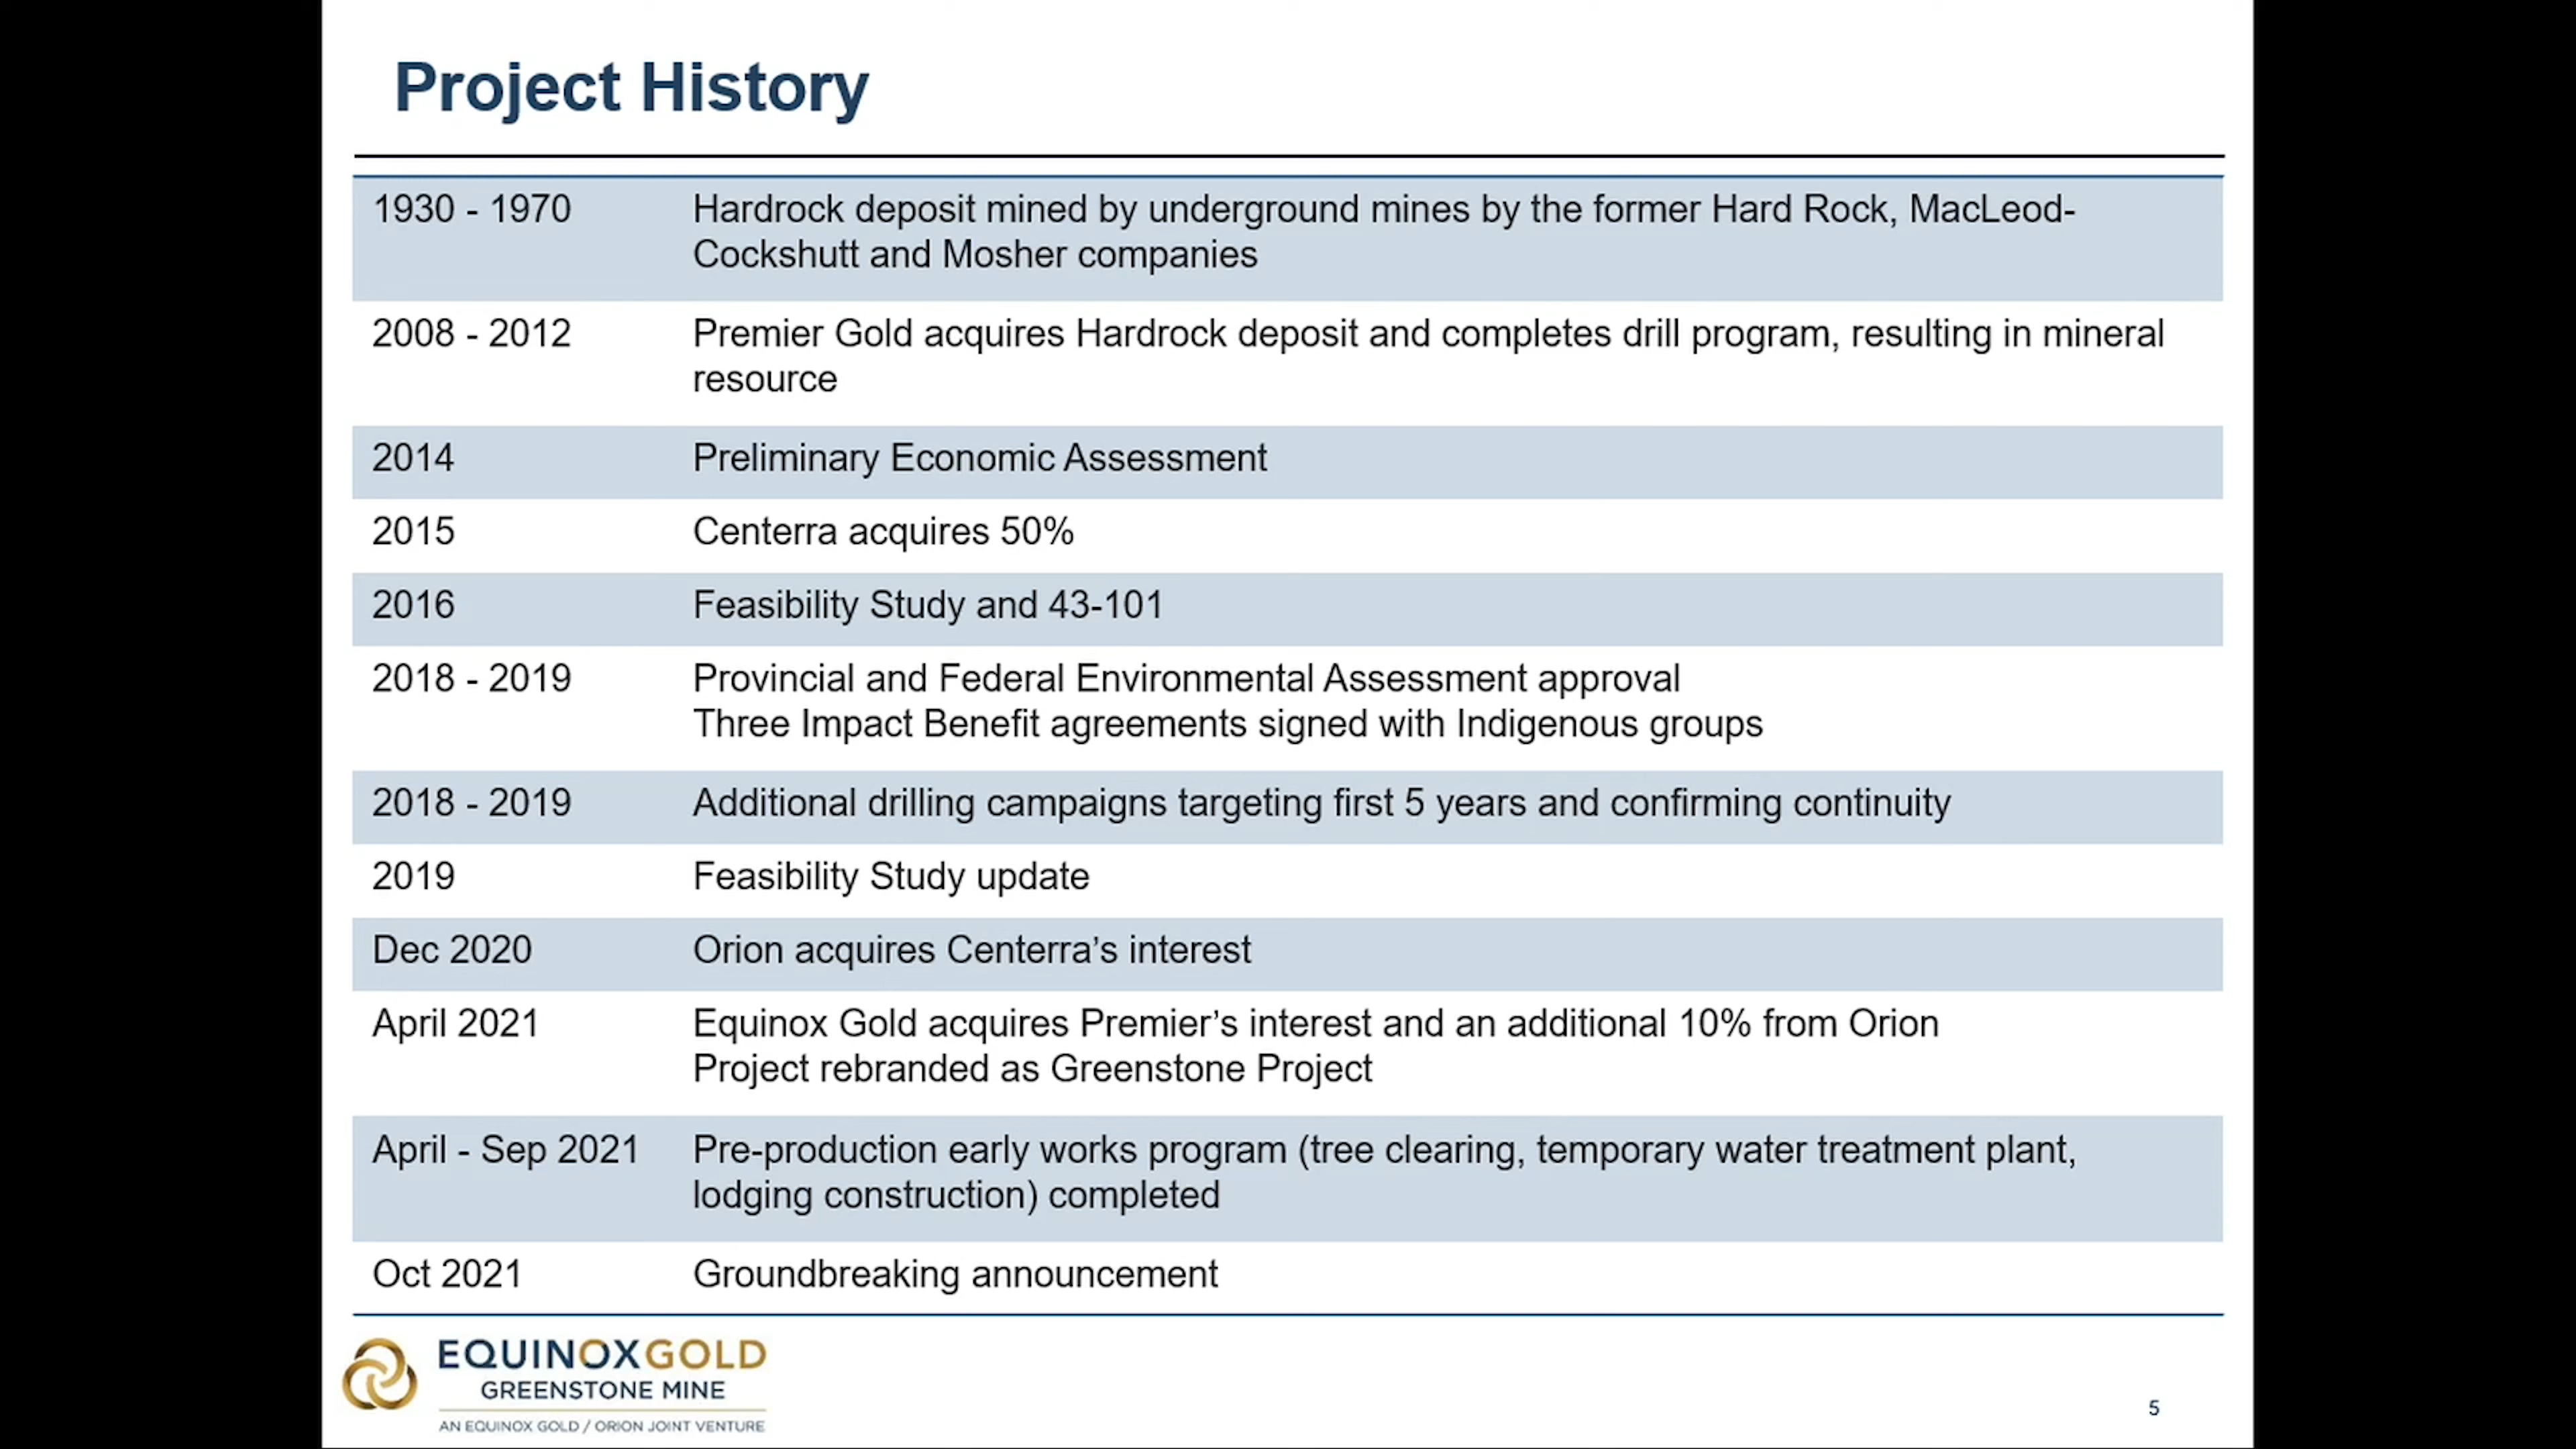 Project History
1930 - 1970 Hardrock deposit mined by underground mines by the former Hard Rock, MacLeod-
Cockshutt and Mosher companies
2008 - 2012 Premier Gold acquires Hardrock deposit and completes drill program, resulting in mineral
resource
2014 Preliminary Economic Assessment
2015 Centerra acquires 50%
2016 Feasibility Study and 43-101
2018 - 2019 Provincial and Federal Environmental Assessment approval
Three Impact Benefit agreements signed with Indigenous groups
2018 - 2019 Additional drilling campaigns targeting first 5 years and confirming continuity
2019 Feasibility Study update
Dec 2020 Orion acquires Centerra’s interest
April 2021 Equinox Gold acquires Premier’s interest and an additional 10% from Orion
Project rebranded as Greenstone Project
April - Sep 2021 Pre-production early works program (tree clearing, temporary water treatment plant,
lodging construction) completed
Oct 2021 Groundbreaking announcement
EQUINOXGOLD
GREENSTONE MINE
AN EQUINOX GOLD / ORION JOINT VENTURE
5